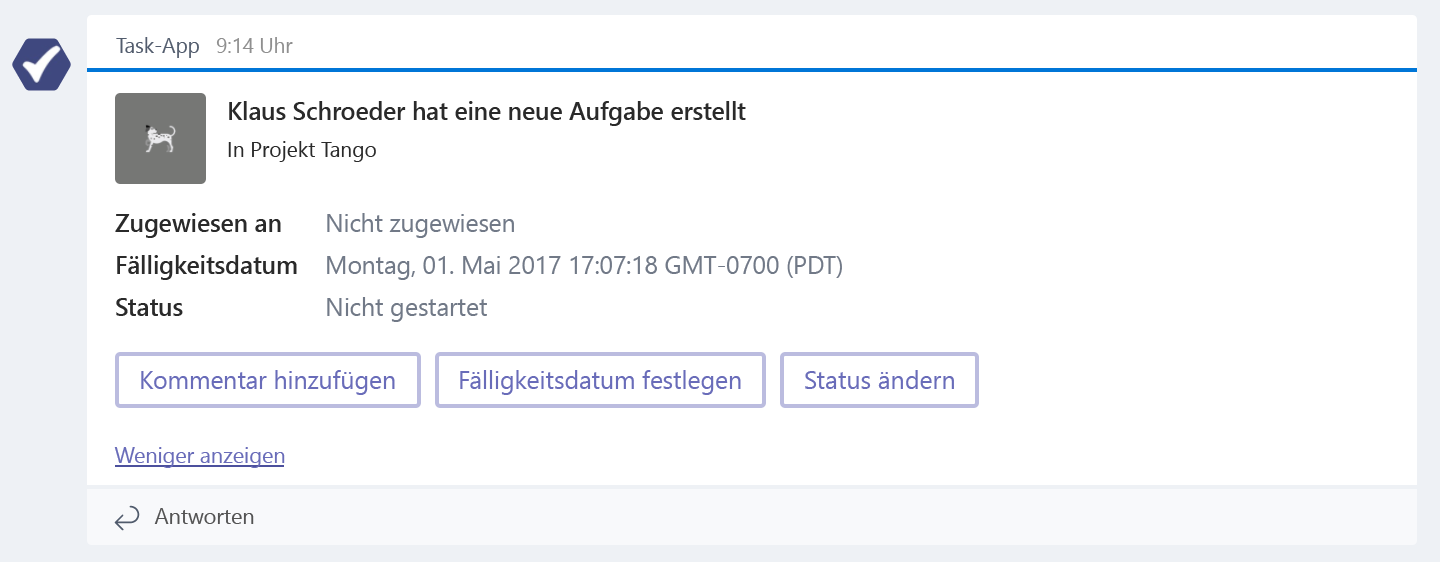 Task-App 9:14 Uhr
Klaus Schroeder hat eine neue Aufgabe erstellt
In Projekt Tango
Zugewiesen an Nicht zugewiesen
Fälligkeitsdatum Montag, 01. Mai 2017 17:07:18 GMT-0700 (PDT)
Status Nicht gestartet
Kommentar hinzufügen Fälligkeitsdatum festlegen Status ändern
Weniger anzeigen
Antworten